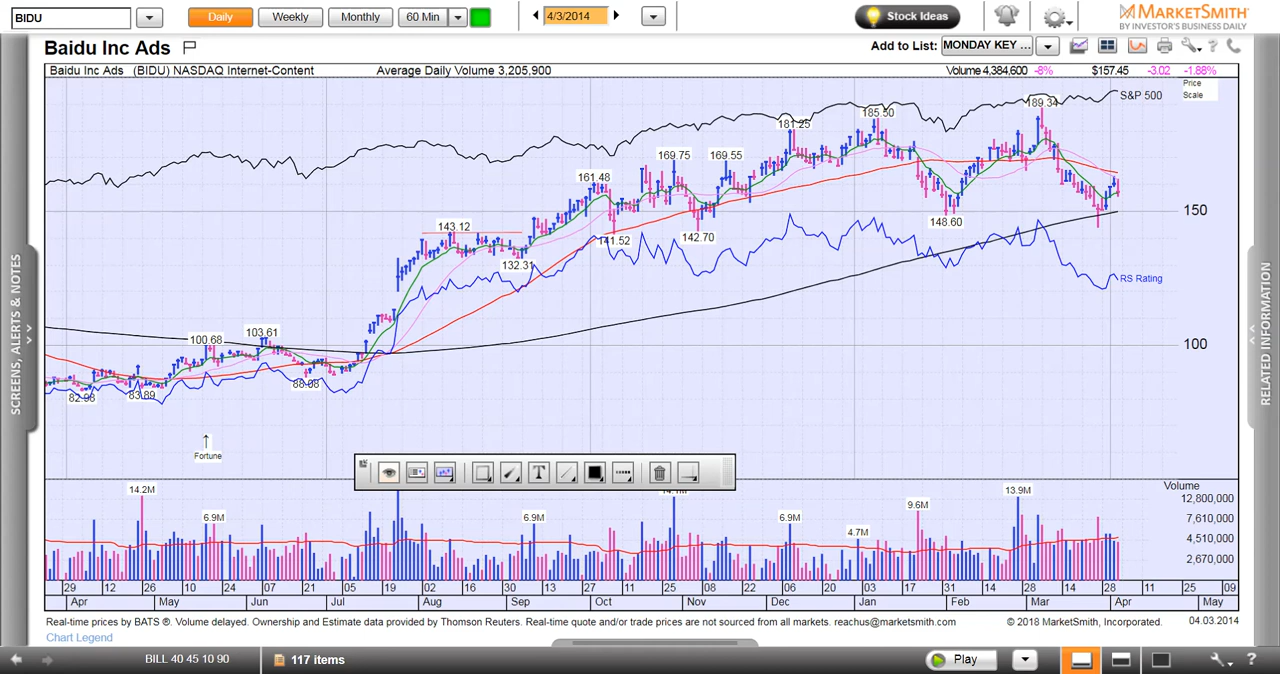 BIDU
Daily
Weekly
Monthly
60 Min
4/3/2014
Stock Ideas
MARKETSMITH
BY INVESTOR'S BUSINESS DAILY
Baidu Inc Ads
Add to List:
MONDAY KEY ...
?
Baidu Inc Ads (BIDU) NASDAQ Internet-Content
Average Daily Volume 3,205,900
Volume 4,384,600 -8%
$157.45 -3.02 -1.88%
Price
Scale
S&P 500
189.34
185.50
181.25
169.75
169.55
161.48
148.60
150
143.12
142.70
141.52
132.31
RS Rating
103.61
100.68
100
88.08
83.89
82.98
Fortune
T
Volume
14.2M
6.9M
6.9M
6.9M
4.7M
9.6M
13.9M
12,800,000
7,610,000
4,510,000
2,670,000
29 12 26 10 24 07 21 05 19 02 16 30 13 27 11 25 08 22 06 20 03 17 31 14 28 14 28 11 25 09
Apr May Jun Jul Aug Sep Oct Nov Dec Jan Feb Mar Apr May
Real-time prices by BATS ®. Volume delayed. Ownership and Estimate data provided by Thomson Reuters. Real-time quote and/or trade prices are not sourced from all markets. reachus@marketsmith.com
© 2018 MarketSmith, Incorporated.
04.03.2014
Chart Legend
SCREENS, ALERTS & NOTES
RELATED INFORMATION
BILL 40 45 10 90
117 items
Play
?